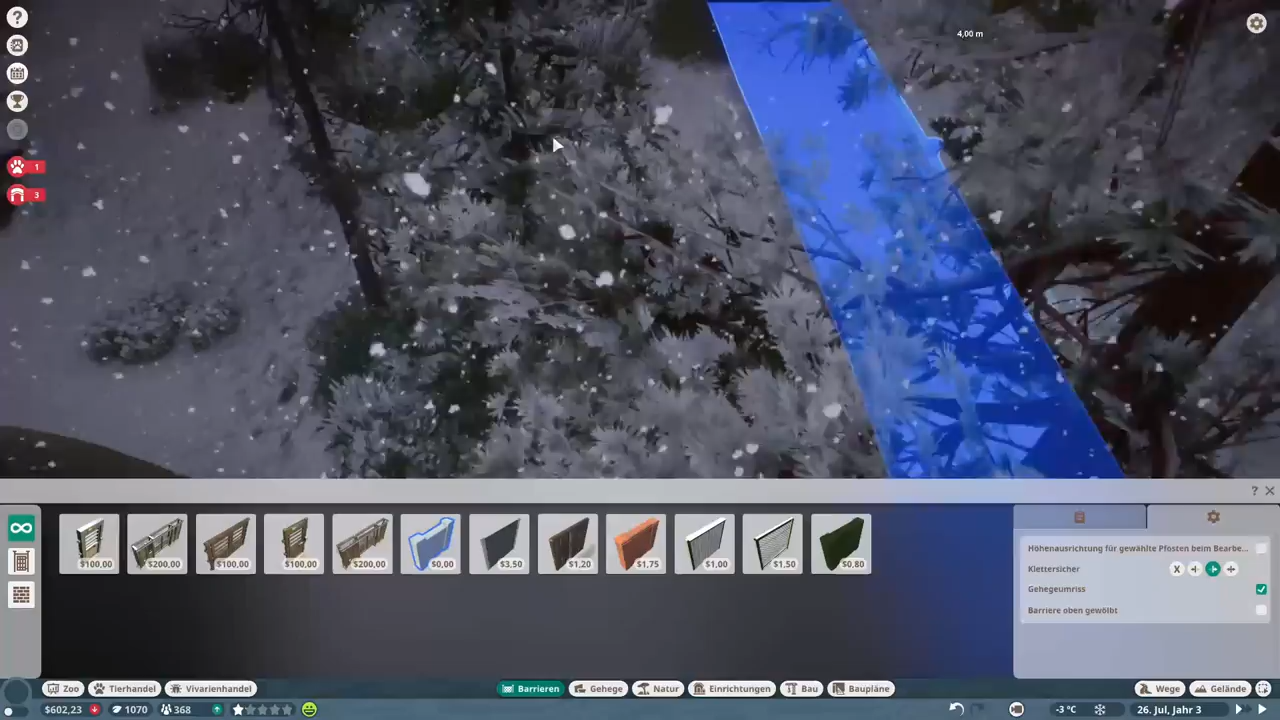 ?
4,00 m
1
3
? X
$100,00 $200,00 $100,00 $100,00 $200,00 $0,00 $3,50 $1,20 $1,75 $1,00 $1,50 $0,80
Höhenausrichtung für gewählte Pfosten beim Bearbe...
Klettersicher
Gehegeumriss
Barriere oben gewölbt
Zoo Tierhandel Vivarienhandel Barrieren Gehege Natur Einrichtungen Bau Baupläne Wege Gelände
$602,23 1070 368 -3 °C 26. Jul, Jahr 3